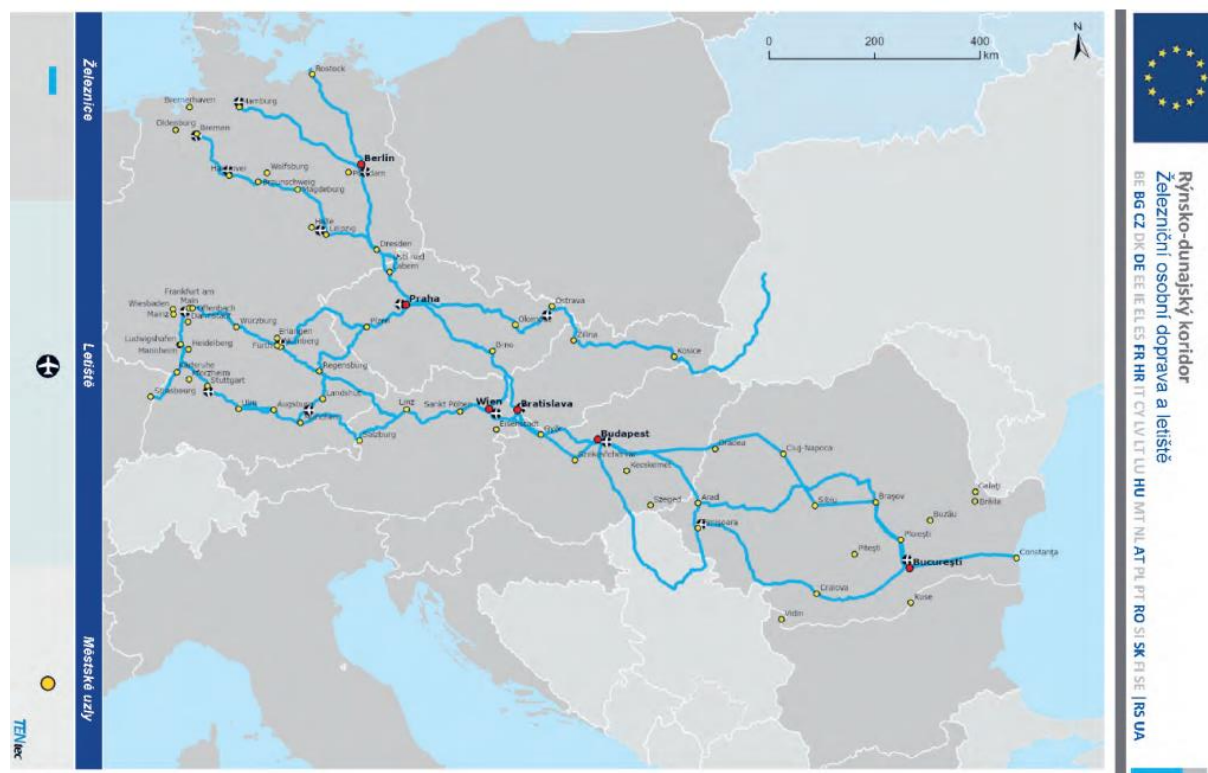 Rýnsko-dunajský koridor
Železniční osobní doprava a letiště
BE BG CZ DK DE EE IE EL ES FR HR IT CY LV LT LU HU MT NL AT PL PT RO SI SK FI SE | RS UA
N
0 200 400
km
Rostock
Hamburg
Bremerhaven
Oldenburg
Bremen
Berlin
Wolfsburg
Hannover
Braunschweig
Magdeburg
Halle
Leipzig
Dresden
Praha
Ostrava
Plzeň
Brno
Žilina
Košice
Frankfurt am
Main
Wiesbaden
Offenbach
Mainz
Darmstadt
Würzburg
Erlangen
Fürth
Nürnberg
Ludwigshafen
Mannheim
Heidelberg
Karlsruhe
Pforzheim
Stuttgart
Strasbourg
Regensburg
Ulm
Augsburg
Landshut
München
Salzburg
Linz
Sankt Pölten
Wien
Bratislava
Eisenstadt
Győr
Budapest
Székesfehérvár
Kecskemét
Szeged
Oradea
Cluj-Napoca
Arad
Timișoara
Sibiu
Brașov
Galați
Brăila
Buzău
Ploiești
Pitești
București
Constanța
Craiova
Ruse
Vidin
Železnice
Letiště
Městské uzly
TENtec